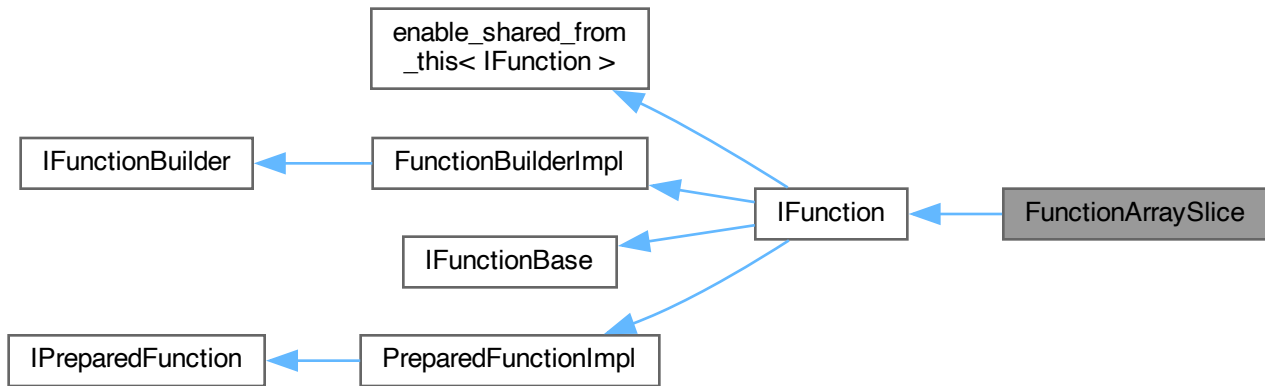 enable_shared_from
_this< IFunction >
IFunctionBuilder
FunctionBuilderImpl
IFunction
FunctionArraySlice
IFunctionBase
IPreparedFunction
PreparedFunctionImpl